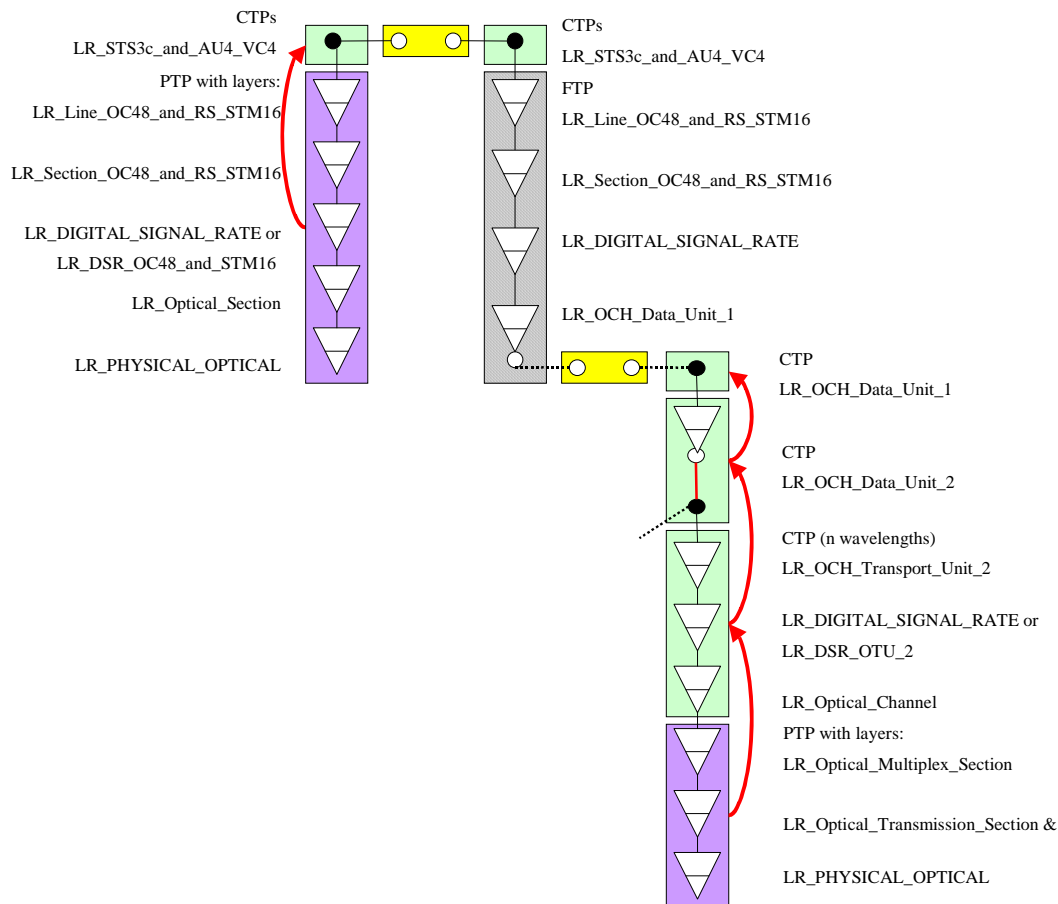 CTPs
LR_STS3c_and_AU4_VC4
PTP with layers:
LR_Line_OC48_and_RS_STM16
LR_Section_OC48_and_RS_STM16
LR_DIGITAL_SIGNAL_RATE or
LR_DSR_OC48_and_STM16
LR_Optical_Section
LR_PHYSICAL_OPTICAL
CTPs
LR_STS3c_and_AU4_VC4
FTP
LR_Line_OC48_and_RS_STM16
LR_Section_OC48_and_RS_STM16
LR_DIGITAL_SIGNAL_RATE
LR_OCH_Data_Unit_1
CTP
LR_OCH_Data_Unit_1
CTP
LR_OCH_Data_Unit_2
CTP (n wavelengths)
LR_OCH_Transport_Unit_2
LR_DIGITAL_SIGNAL_RATE or
LR_DSR_OTU_2
LR_Optical_Channel
PTP with layers:
LR_Optical_Multiplex_Section
LR_Optical_Transmission_Section &
LR_PHYSICAL_OPTICAL